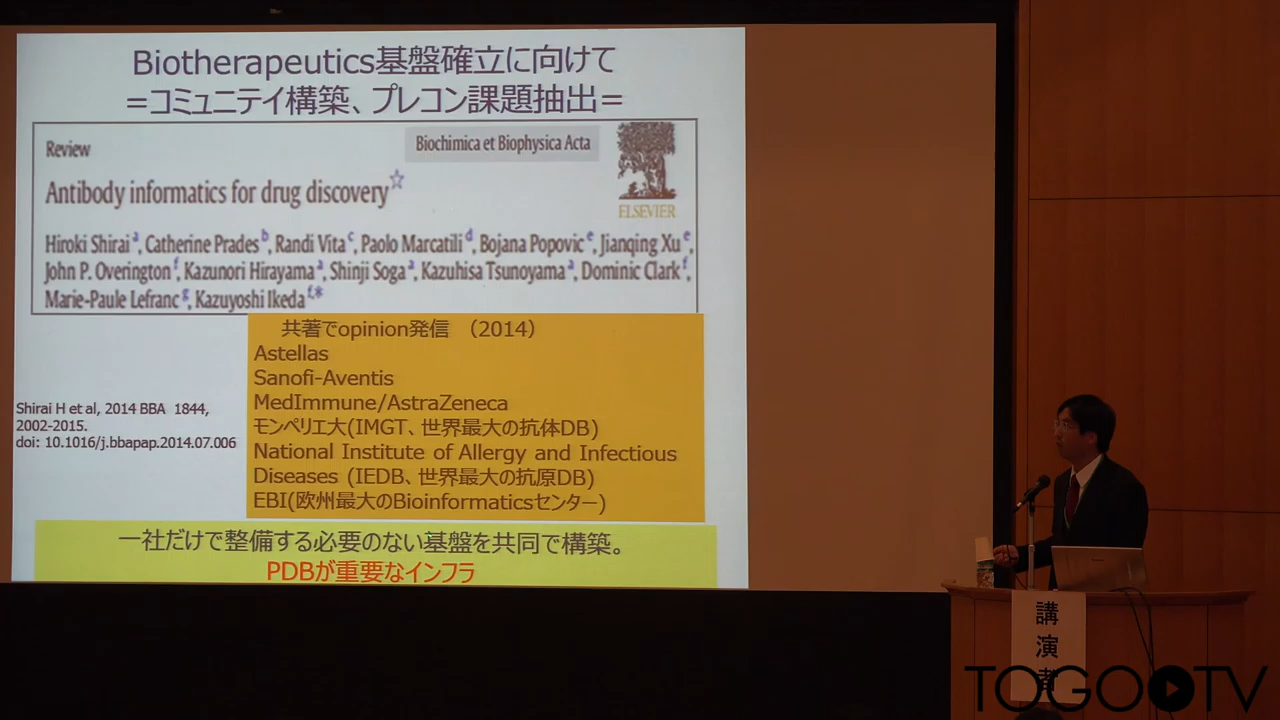 Biotherapeutics基盤確立に向けて
=コミュニテイ構築、プレコン課題抽出=
Review
Biochimica et Biophysica Acta
Antibody informatics for drug discovery☆
ELSEVIER
Hiroki Shirai a, Catherine Prades b, Randi Vita c, Paolo Marcatili d, Bojana Popovic e, Jianqing Xu e,
John P. Overington f, Kazunori Hirayama a, Shinji Soga a, Kazuhisa Tsunoyama a, Dominic Clark f,
Marie-Paule Lefranc g, Kazuyoshi Ikeda f,*
共著でopinion発信 (2014)
Astellas
Sanofi-Aventis
MedImmune/AstraZeneca
モンペリエ大(IMGT、世界最大の抗体DB)
National Institute of Allergy and Infectious
Diseases (IEDB、世界最大の抗原DB)
EBI(欧州最大のBioinformaticsセンター)
Shirai H et al, 2014 BBA 1844,
2002-2015.
doi: 10.1016/j.bbapap.2014.07.006
一社だけで整備する必要のない基盤を共同で構築。
PDBが重要なインフラ
講演者
TOGOTV